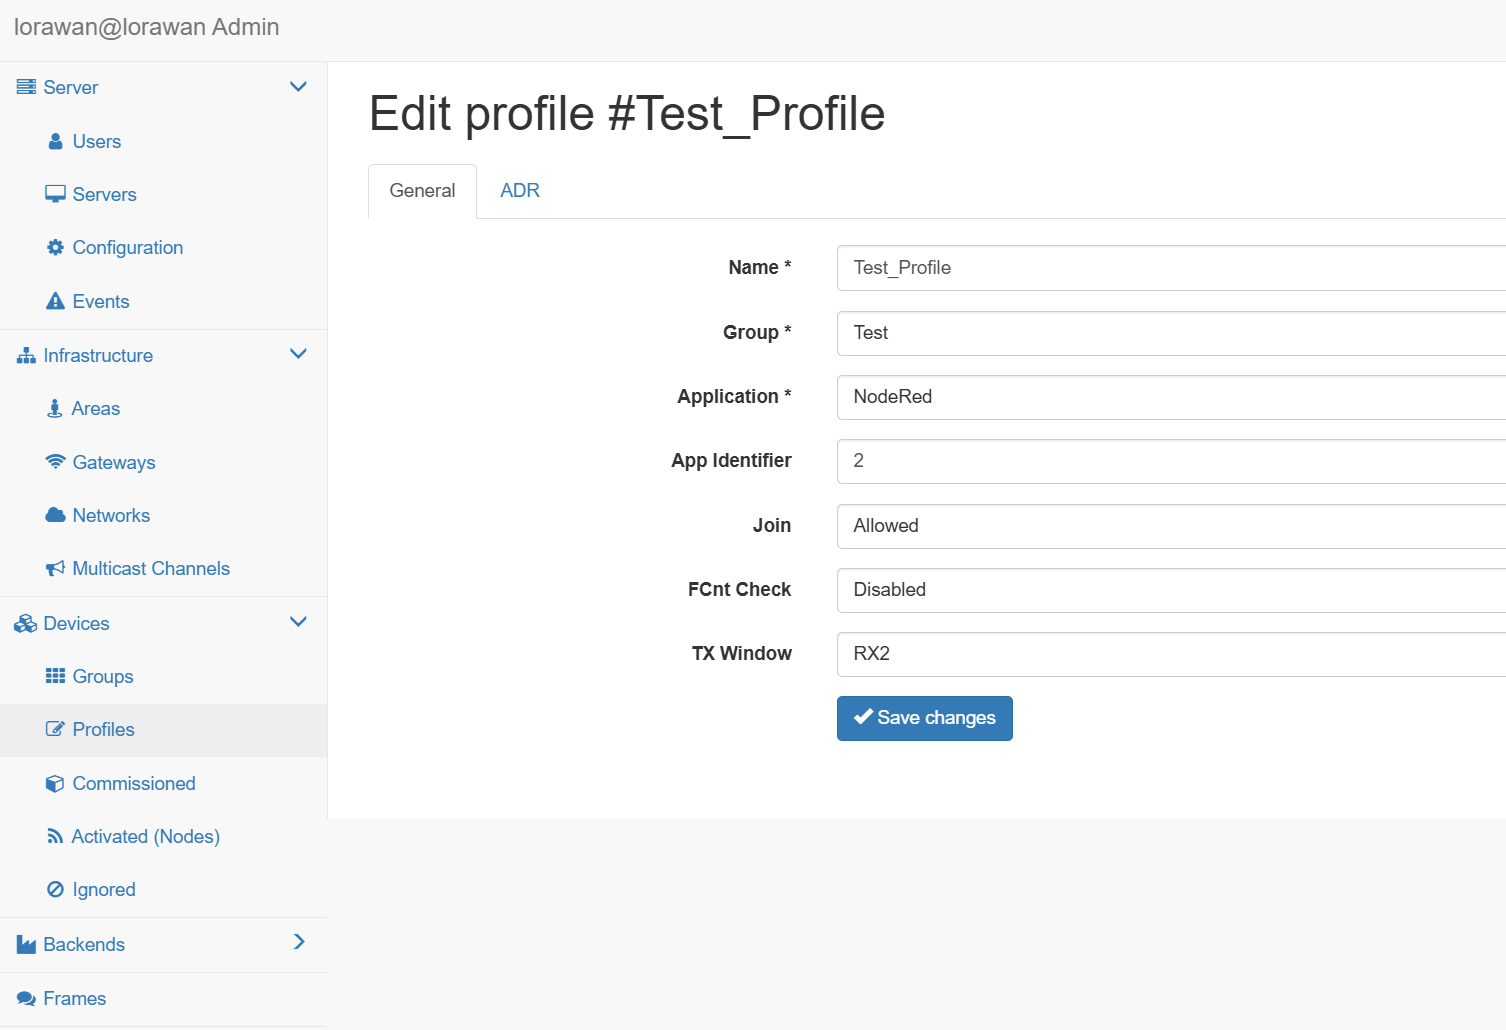 lorawan@lorawan Admin
Server
Users
Servers
Configuration
Events
Infrastructure
Areas
Gateways
Networks
Multicast Channels
Devices
Groups
Profiles
Commissioned
Activated (Nodes)
Ignored
Backends
Frames
Edit profile #Test_Profile
General ADR
Name * Test_Profile
Group * Test
Application * NodeRed
App Identifier 2
Join Allowed
FCnt Check Disabled
TX Window RX2
Save changes